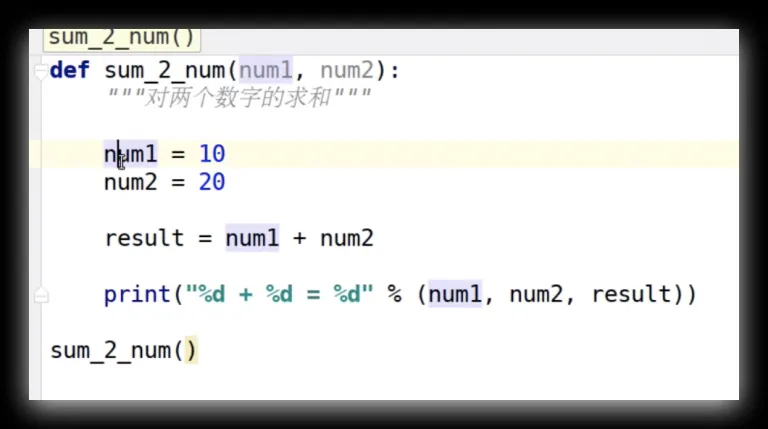 sum_2_num()
def sum_2_num(num1, num2):
    """对两个数字的求和"""
    num1 = 10
    num2 = 20
    result = num1 + num2
    print("%d + %d = %d" % (num1, num2, result))
sum_2_num()